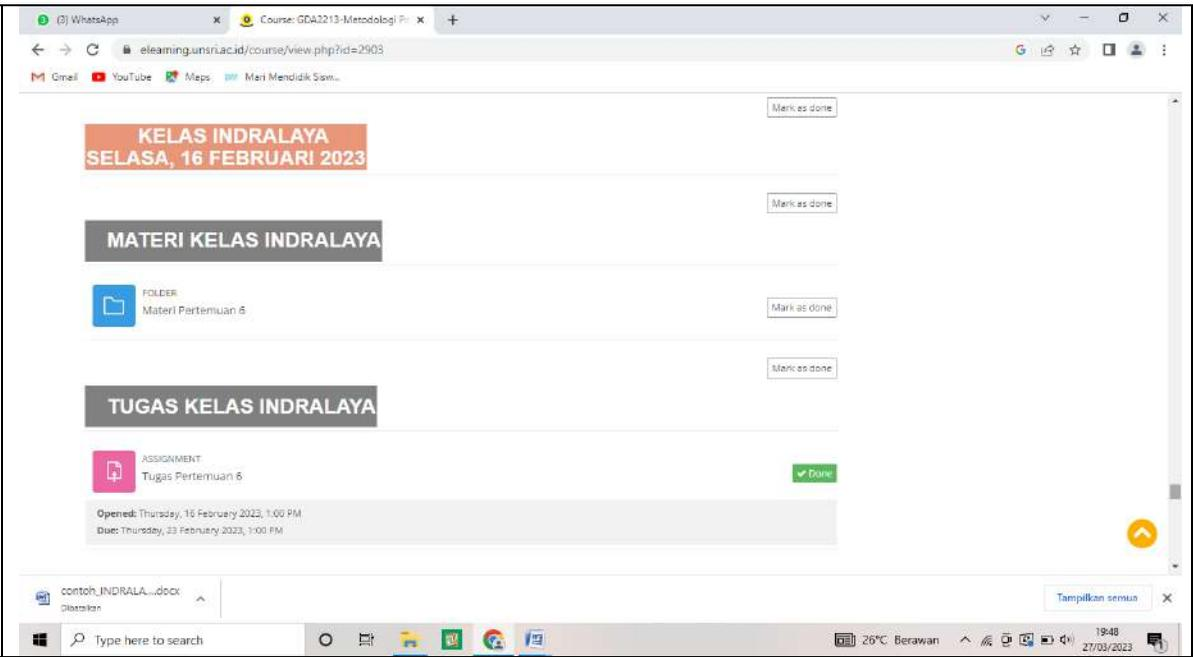 (3) WhatsApp
Course: GDA2213-Metodologi Pe
elearning.unsri.ac.id/course/view.php?id=2903
Gmail YouTube Maps Mari Mendidik Sisw...
Mark as done
KELAS INDRALAYA
SELASA, 16 FEBRUARI 2023
Mark as done
MATERI KELAS INDRALAYA
FOLDER
Materi Pertemuan 6
Mark as done
Mark as done
TUGAS KELAS INDRALAYA
ASSIGNMENT
Tugas Pertemuan 6
Done
Opened: Thursday, 16 February 2023, 1:00 PM
Due: Thursday, 23 February 2023, 1:00 PM
contoh_INDRALA....docx
Dibatalkan
Tampilkan semua
Type here to search
26°C Berawan
19:48
27/03/2023